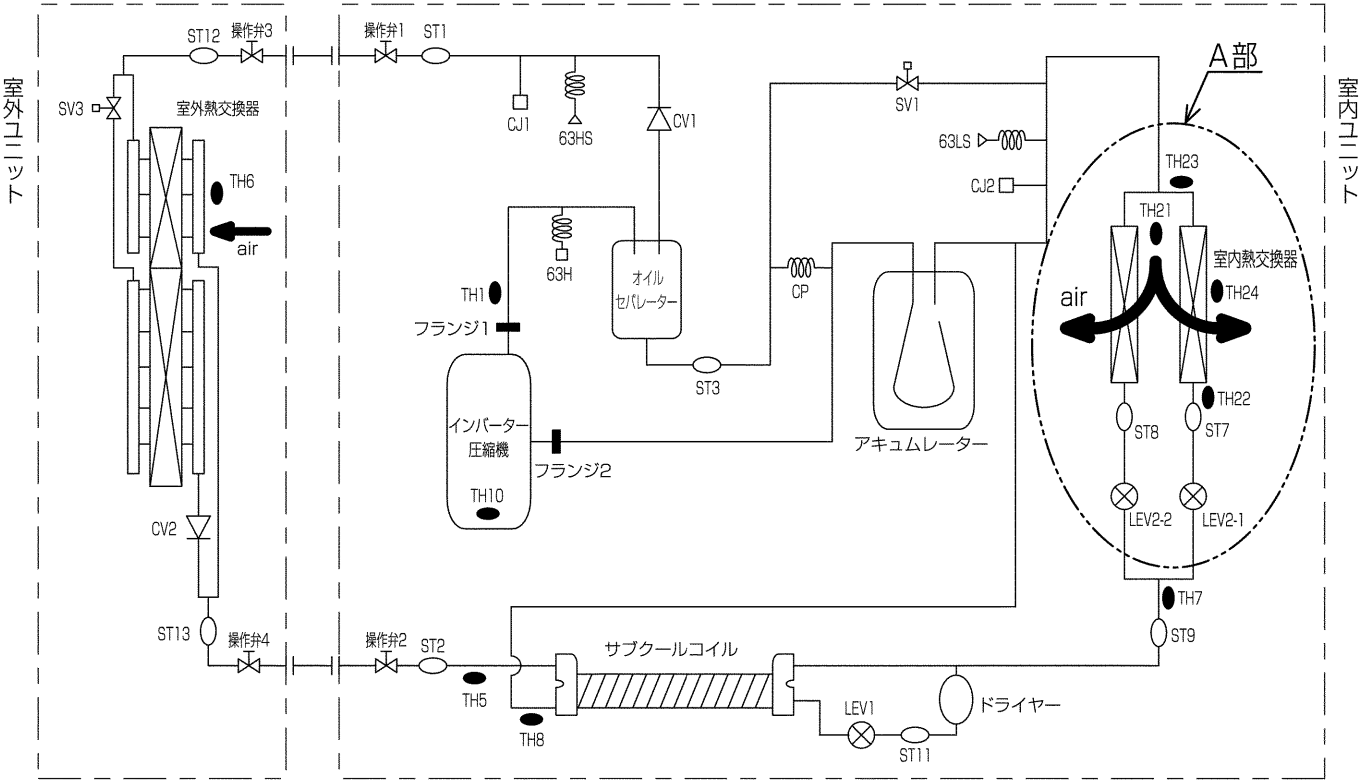 室外ユニット
ST12
操作弁3
操作弁1
ST1
SV3
室外熱交換器
TH6
air
CV2
ST13
操作弁4
操作弁2
ST2
TH5
TH8
CJ1
63HS
CV1
63H
オイル
セパレーター
TH1
フランジ1
インバーター
圧縮機
TH10
フランジ2
ST3
SV1
63LS
CJ2
CP
アキュムレーター
A部
TH23
TH21
室内熱交換器
TH24
air
TH22
ST8
ST7
LEV2-2
LEV2-1
TH7
ST9
サブクールコイル
LEV1
ST11
ドライヤー
室内ユニット